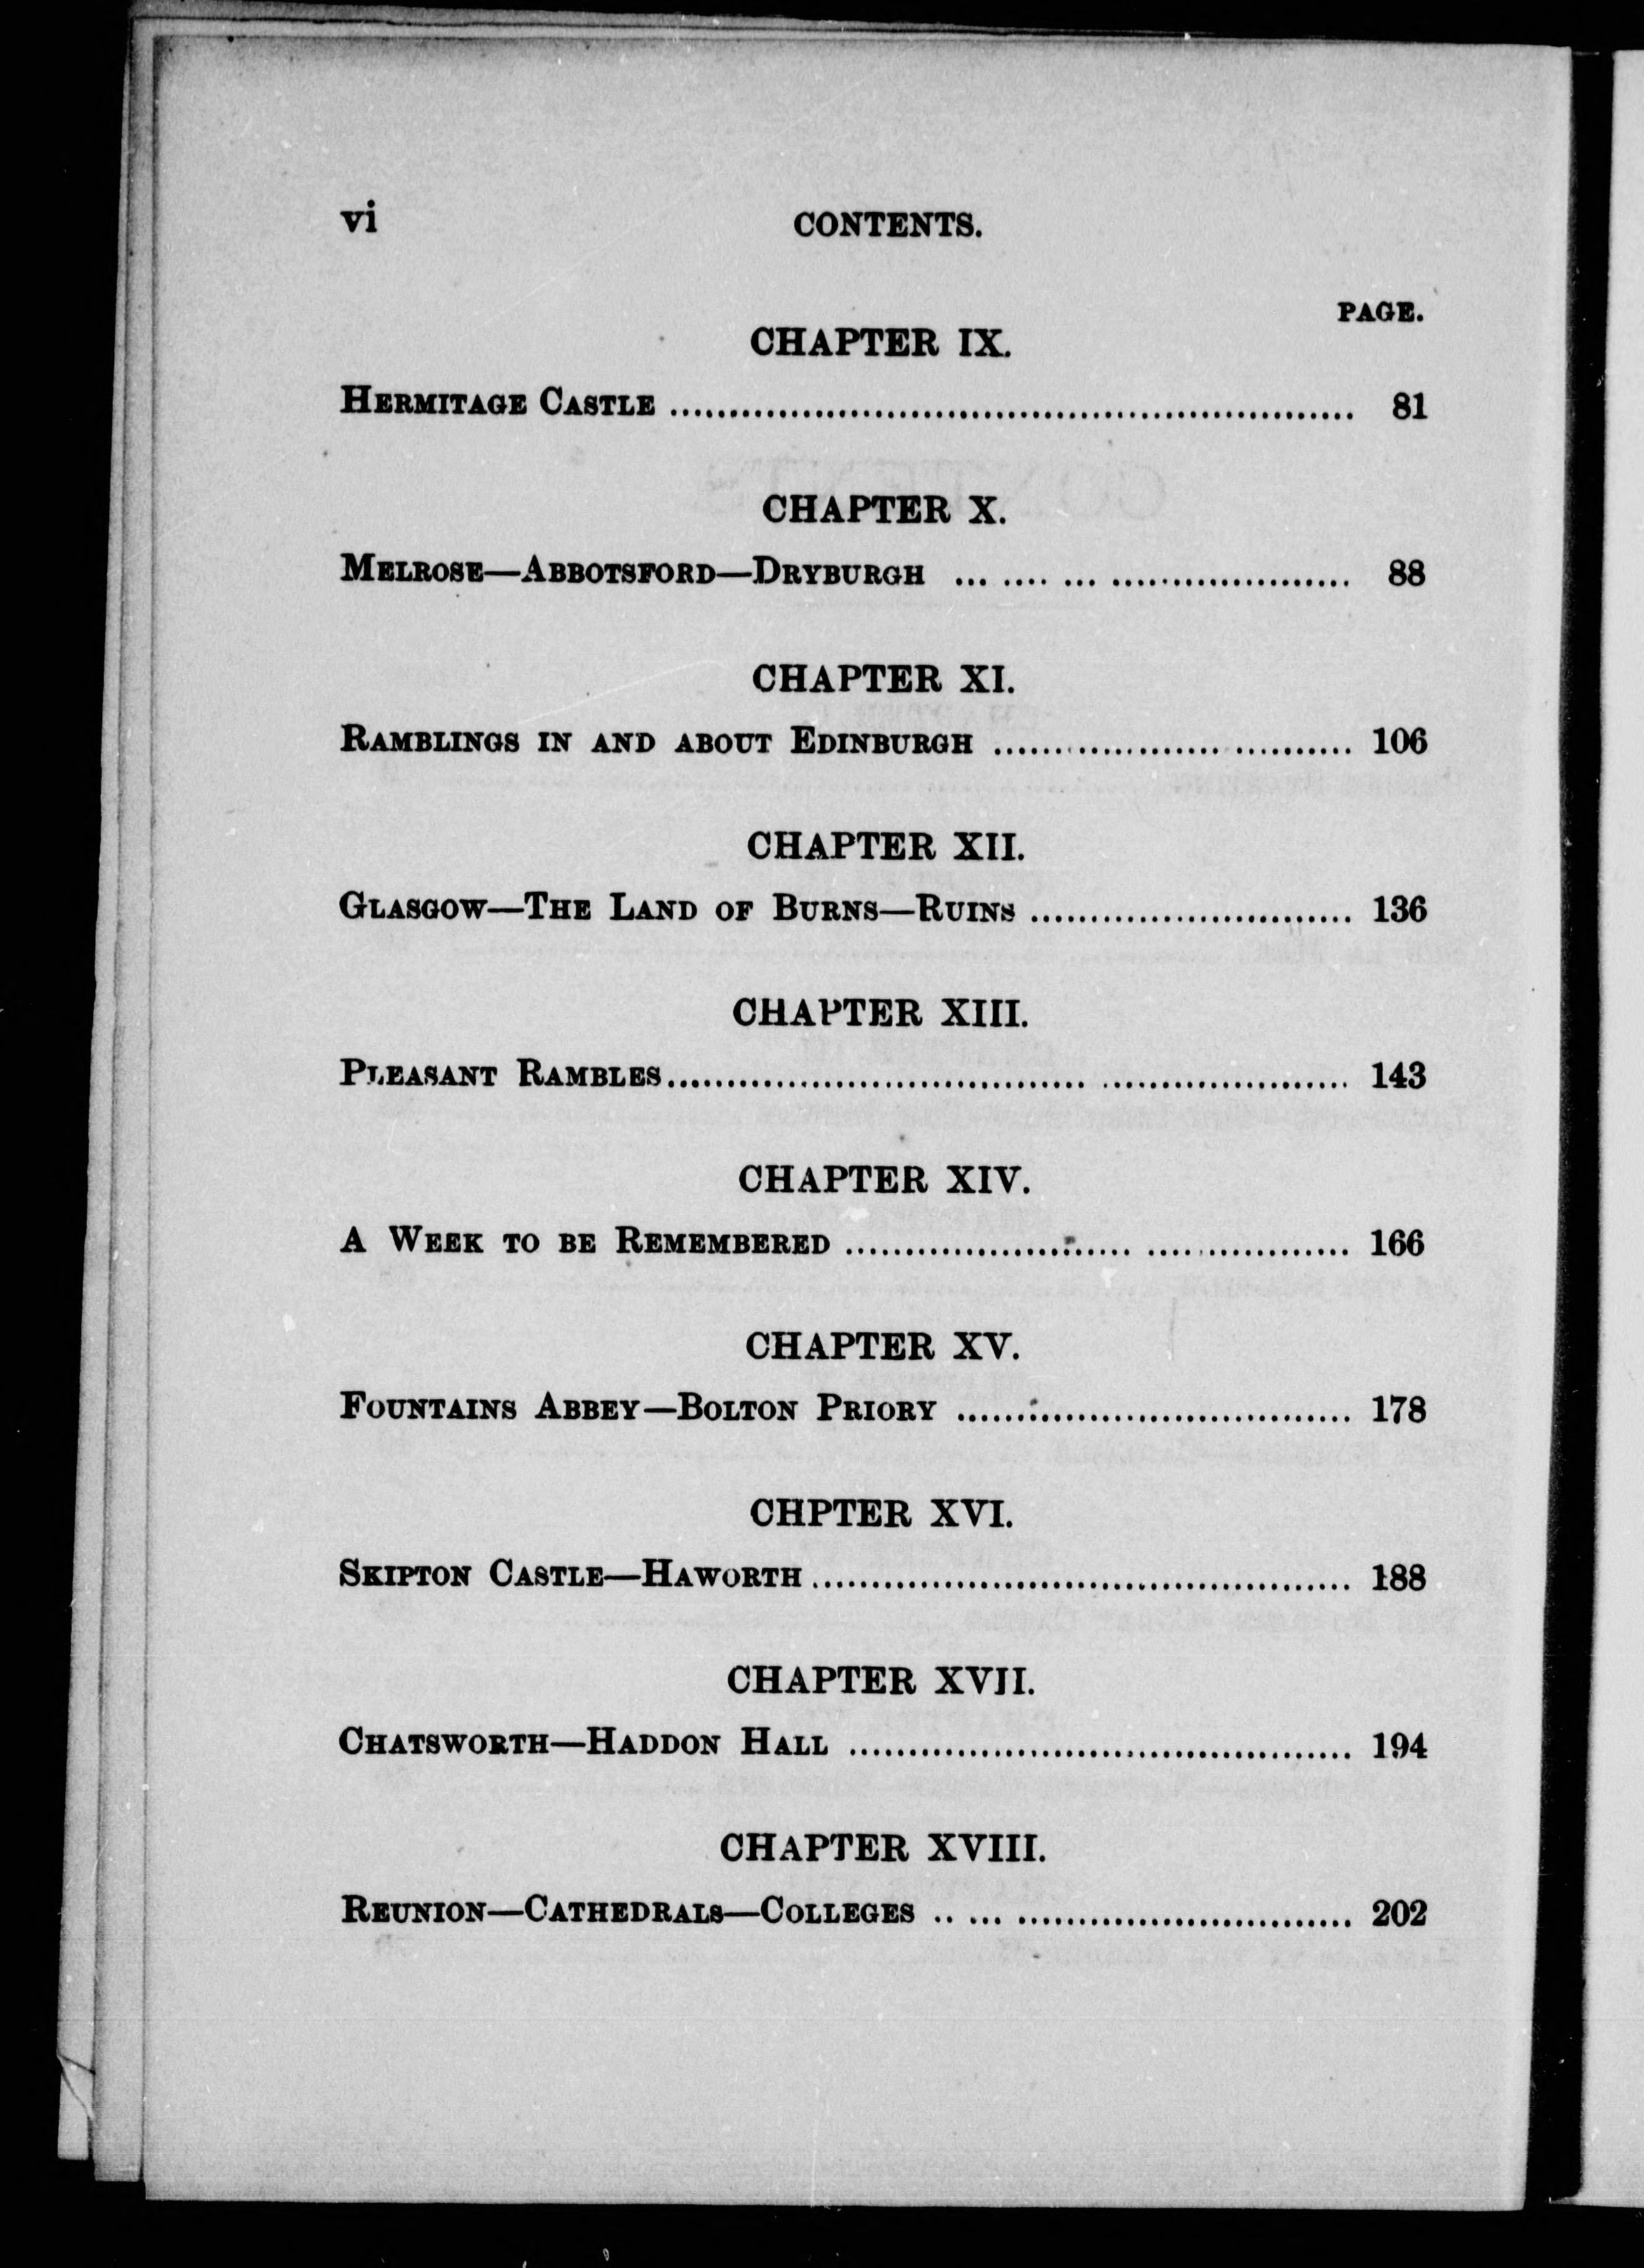 vi CONTENTS.
PAGE.
CHAPTER IX.
HERMITAGE CASTLE ........................................................ 81
CHAPTER X.
MELROSE—ABBOTSFORD—DRYBURGH ... .... ... .................... 88
CHAPTER XI.
RAMBLINGS IN AND ABOUT EDINBURGH ................... .......... 106
CHAPTER XII.
GLASGOW—THE LAND OF BURNS—RUINS ........................... 136
CHAPTER XIII.
PLEASANT RAMBLES................................... ..................... 143
CHAPTER XIV.
A WEEK TO BE REMEMBERED ........................ ................. 166
CHAPTER XV.
FOUNTAINS ABBEY—BOLTON PRIORY ................................. 178
CHPTER XVI.
SKIPTON CASTLE—HAWORTH ............................................. 188
CHAPTER XVII.
CHATSWORTH—HADDON HALL .......................................... 194
CHAPTER XVIII.
REUNION—CATHEDRALS—COLLEGES .. ... ............................ 202